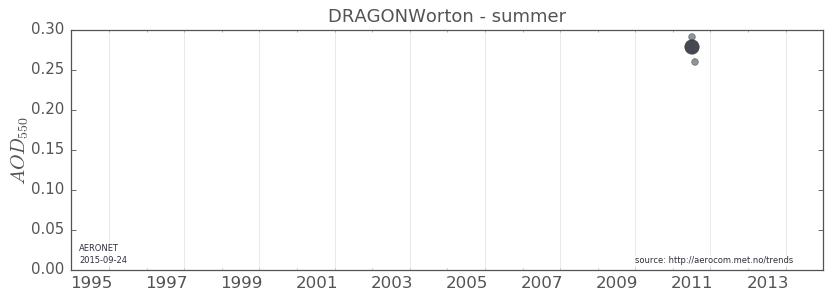 DRAGONWorton - summer
0.30
0.25
0.20
0.15
0.10
0.05
0.00
AOD550
AERONET
2015-09-24
source: http://aerocom.met.no/trends
1995 1997 1999 2001 2003 2005 2007 2009 2011 2013